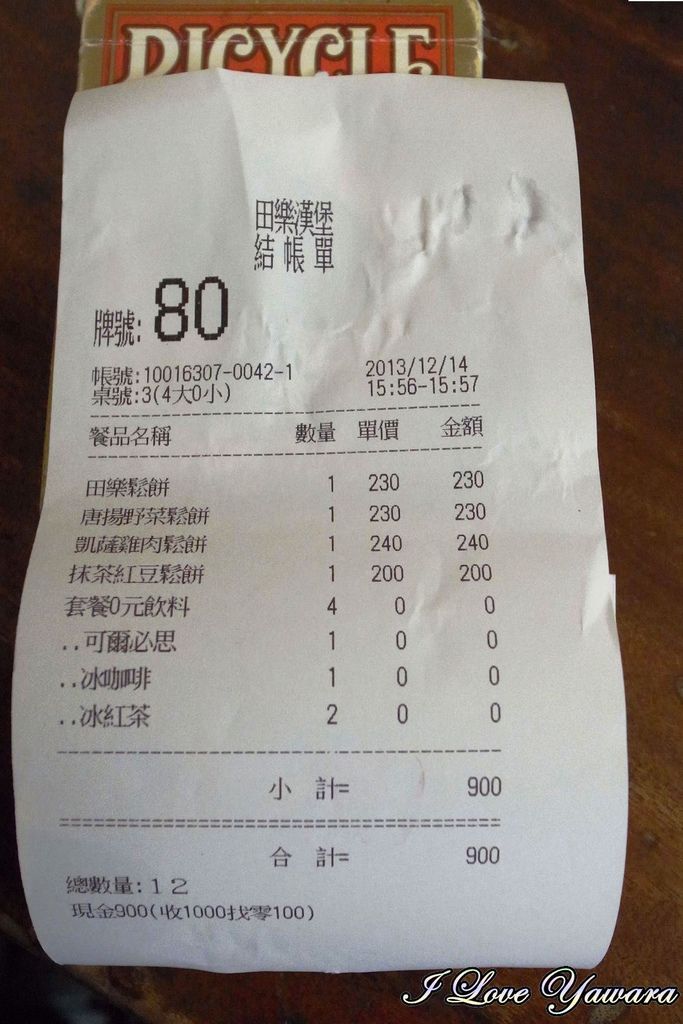 BICYCLE
田樂漢堡
結帳單
牌號: 80
帳號:10016307-0042-1 2013/12/14
桌號:3(4大0小) 15:56-15:57
餐品名稱 數量 單價 金額
田樂鬆餅 1 230 230
唐揚野菜鬆餅 1 230 230
凱薩雞肉鬆餅 1 240 240
抹茶紅豆鬆餅 1 200 200
套餐0元飲料 4 0 0
..可爾必思 1 0 0
..冰咖啡 1 0 0
..冰紅茶 2 0 0
小 計= 900
合 計= 900
總數量:12
現金900(收1000找零100)
I Love Yawara